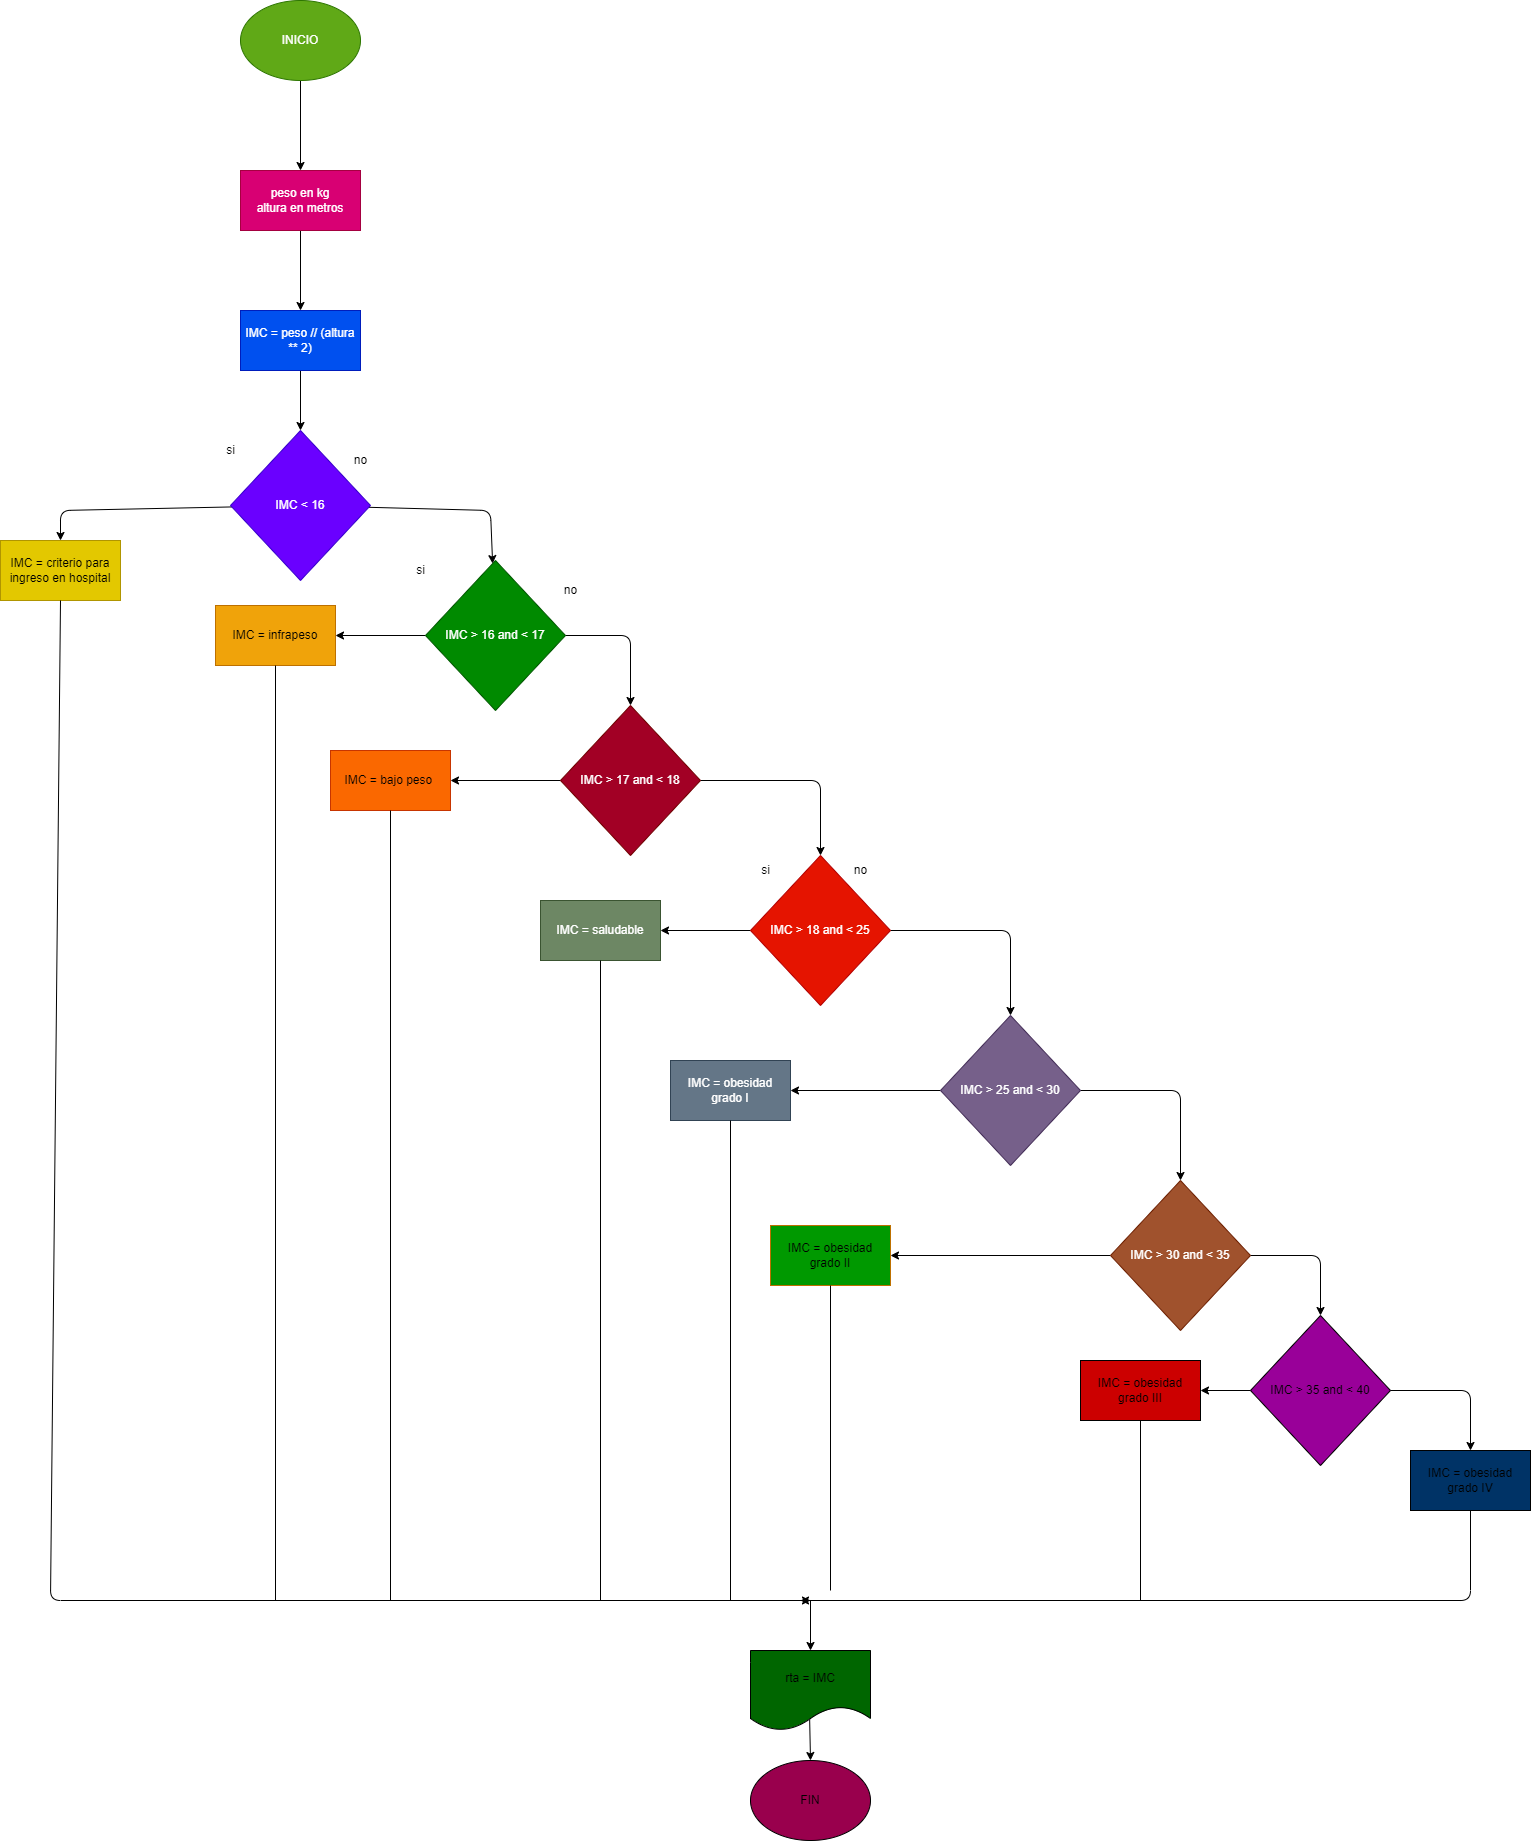 INICIO
peso en kg
altura en metros
IMC = peso // (altura
** 2)
si
no
IMC < 16
IMC = criterio para
ingreso en hospital
si
no
IMC = infrapeso
IMC > 16 and < 17
IMC = bajo peso
IMC > 17 and < 18
si
no
IMC = saludable
IMC > 18 and < 25
IMC = obesidad
grado I
IMC > 25 and < 30
IMC = obesidad
grado II
IMC > 30 and < 35
IMC = obesidad
grado III
IMC > 35 and < 40
IMC = obesidad
grado IV
rta = IMC
FIN